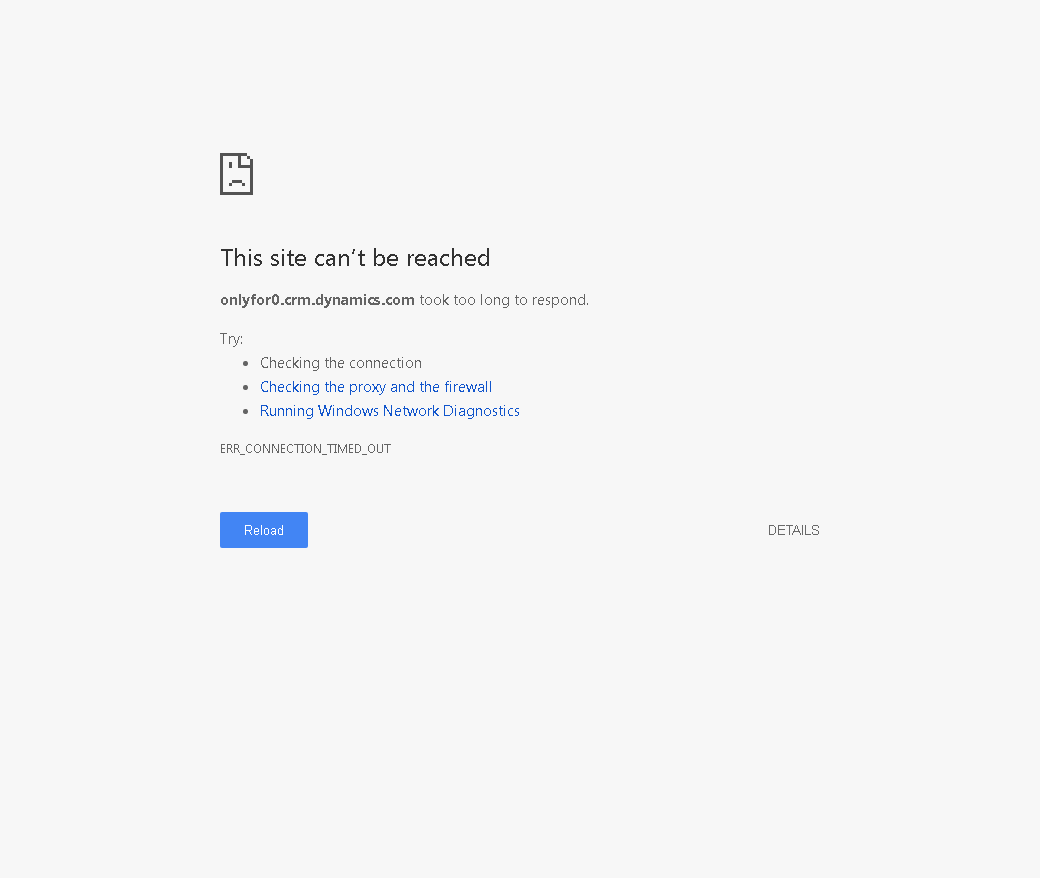 This site can’t be reached
onlyfor0.crm.dynamics.com took too long to respond.
Try:
Checking the connection
Checking the proxy and the firewall
Running Windows Network Diagnostics
ERR_CONNECTION_TIMED_OUT
Reload
DETAILS